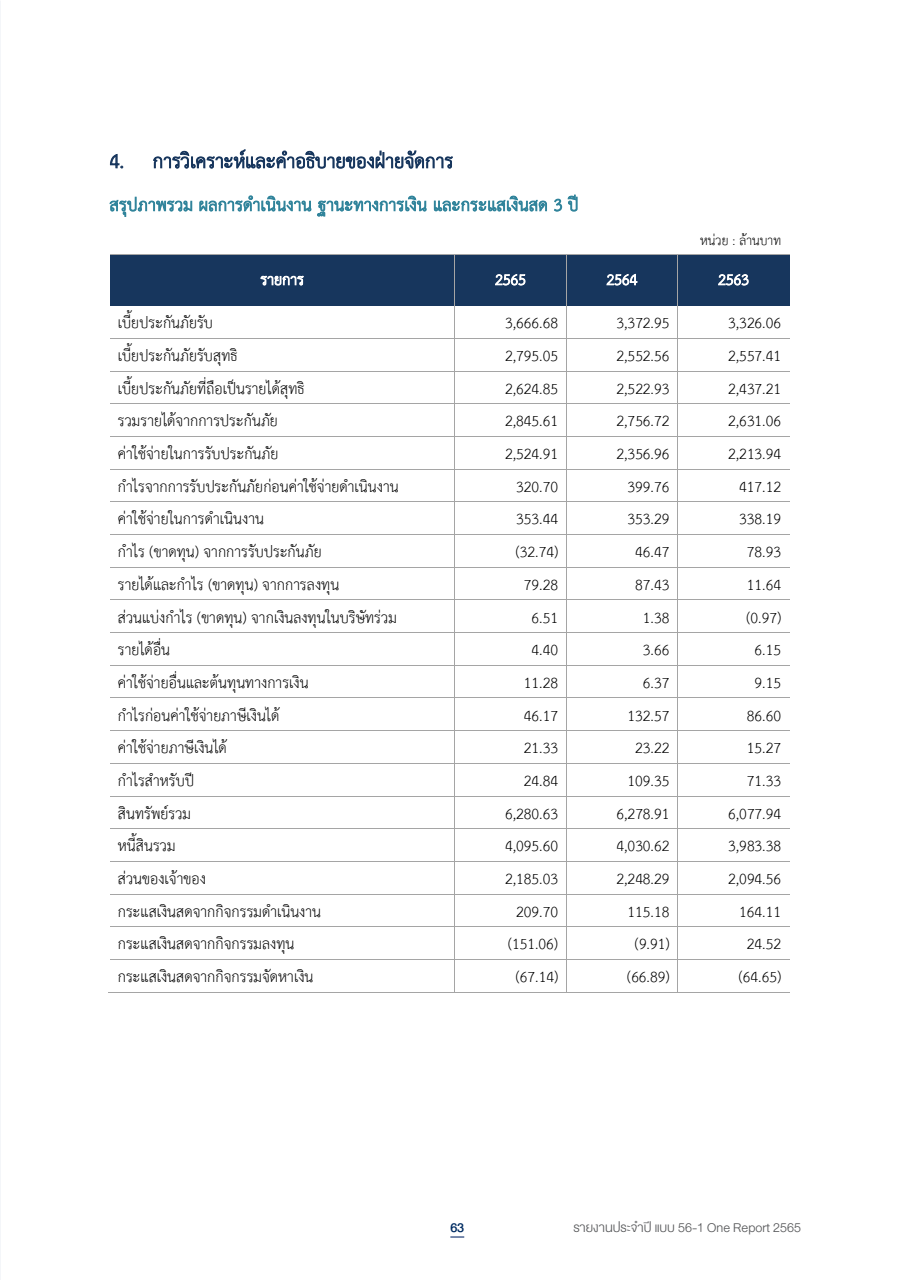 4. การวิเคราะห์และคำอธิบายของฝ่ายจัดการ
สรุปภาพรวม ผลการดำเนินงาน ฐานะทางการเงิน และกระแสเงินสด 3 ปี
หน่วย : ล้านบาท
รายการ 2565 2564 2563
เบี้ยประกันภัยรับ 3,666.68 3,372.95 3,326.06
เบี้ยประกันภัยรับสุทธิ 2,795.05 2,552.56 2,557.41
เบี้ยประกันภัยที่ถือเป็นรายได้สุทธิ 2,624.85 2,522.93 2,437.21
รวมรายได้จากการประกันภัย 2,845.61 2,756.72 2,631.06
ค่าใช้จ่ายในการรับประกันภัย 2,524.91 2,356.96 2,213.94
กำไรจากการรับประกันภัยก่อนค่าใช้จ่ายดำเนินงาน 320.70 399.76 417.12
ค่าใช้จ่ายในการดำเนินงาน 353.44 353.29 338.19
กำไร (ขาดทุน) จากการรับประกันภัย (32.74) 46.47 78.93
รายได้และกำไร (ขาดทุน) จากการลงทุน 79.28 87.43 11.64
ส่วนแบ่งกำไร (ขาดทุน) จากเงินลงทุนในบริษัทร่วม 6.51 1.38 (0.97)
รายได้อื่น 4.40 3.66 6.15
ค่าใช้จ่ายอื่นและต้นทุนทางการเงิน 11.28 6.37 9.15
กำไรก่อนค่าใช้จ่ายภาษีเงินได้ 46.17 132.57 86.60
ค่าใช้จ่ายภาษีเงินได้ 21.33 23.22 15.27
กำไรสำหรับปี 24.84 109.35 71.33
สินทรัพย์รวม 6,280.63 6,278.91 6,077.94
หนี้สินรวม 4,095.60 4,030.62 3,983.38
ส่วนของเจ้าของ 2,185.03 2,248.29 2,094.56
กระแสเงินสดจากกิจกรรมดำเนินงาน 209.70 115.18 164.11
กระแสเงินสดจากกิจกรรมลงทุน (151.06) (9.91) 24.52
กระแสเงินสดจากกิจกรรมจัดหาเงิน (67.14) (66.89) (64.65)
63 รายงานประจำปี แบบ 56-1 One Report 2565